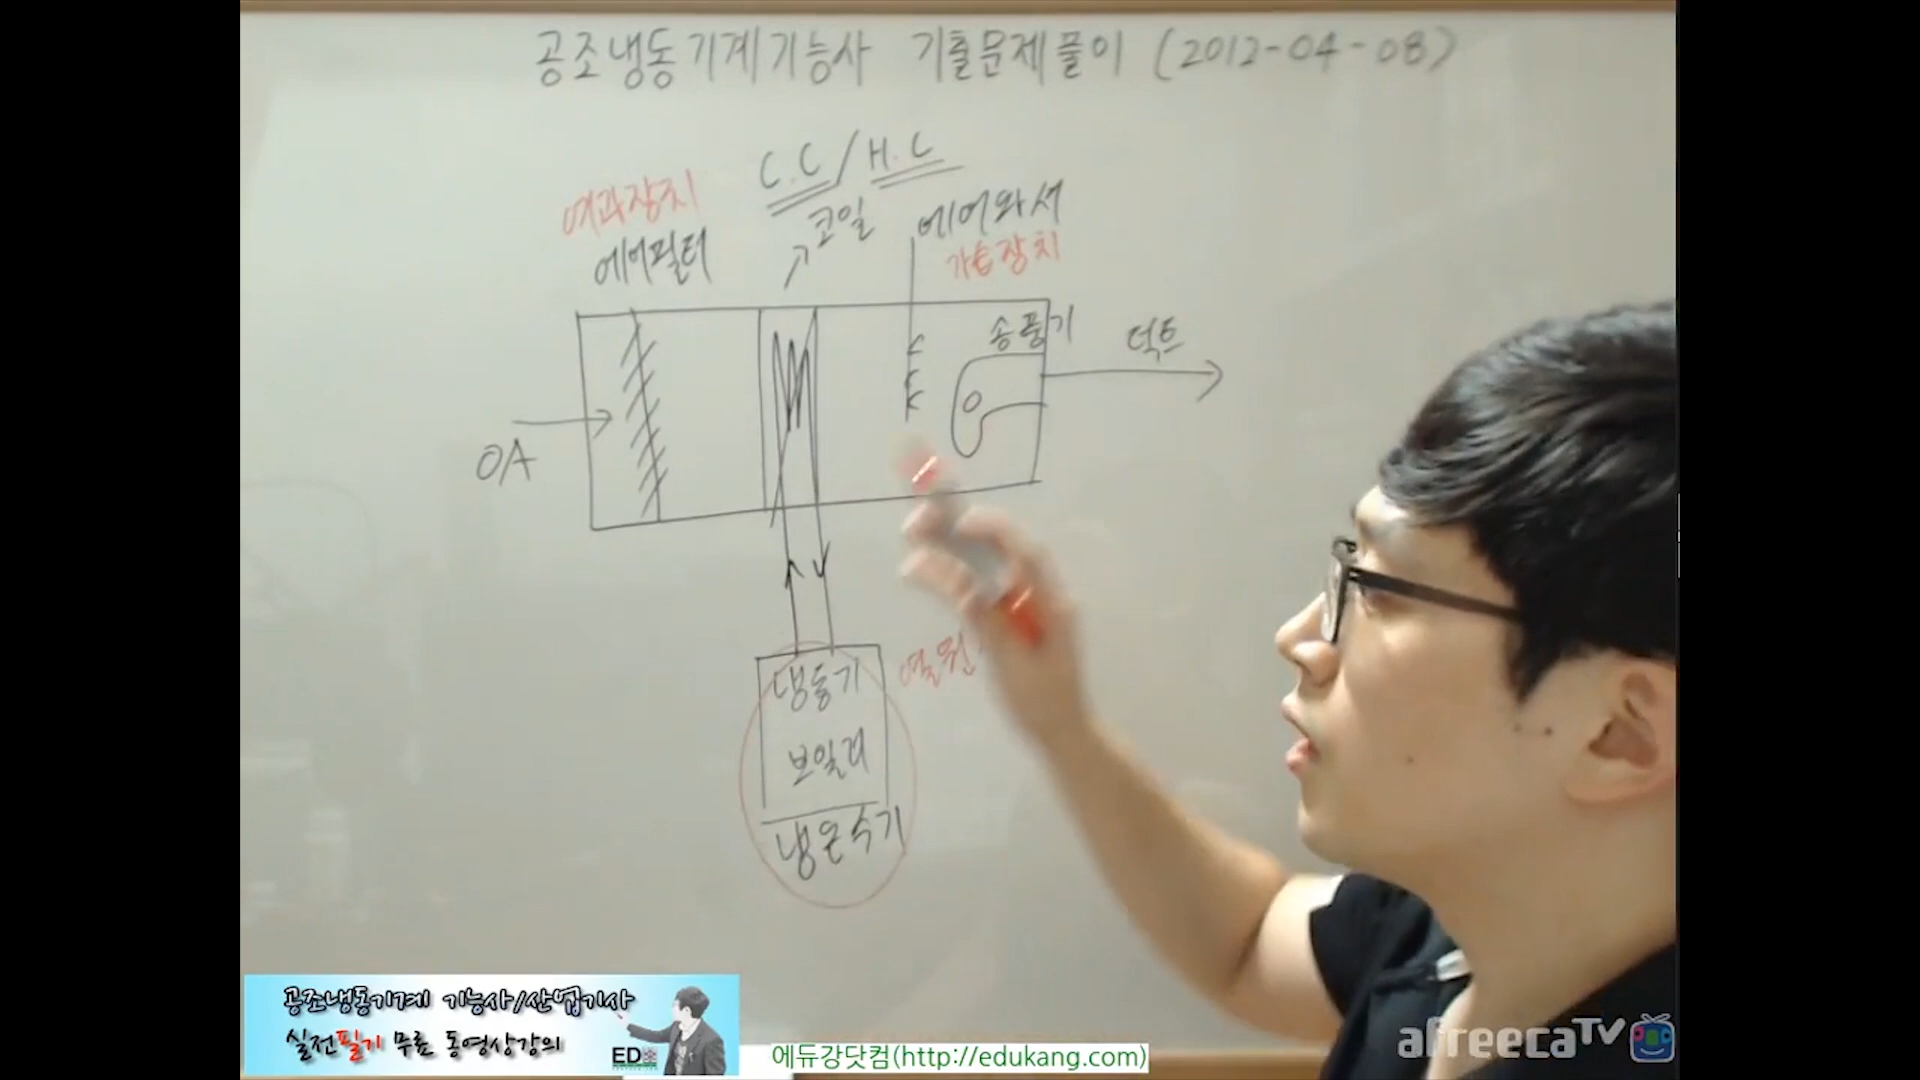 공조냉동기계기능사 기출문제풀이 (2012-04-08)
C.C / H.C
여과장치
코일
에어와셔
에어필터
가습장치
송풍기
덕트
OA
냉동기
열원
보일러
냉온수기
공조냉동기계 기능사/산업기사
실전필기 무료 동영상강의
EDU
에듀강닷컴(http://edukang.com)
afreecaTV